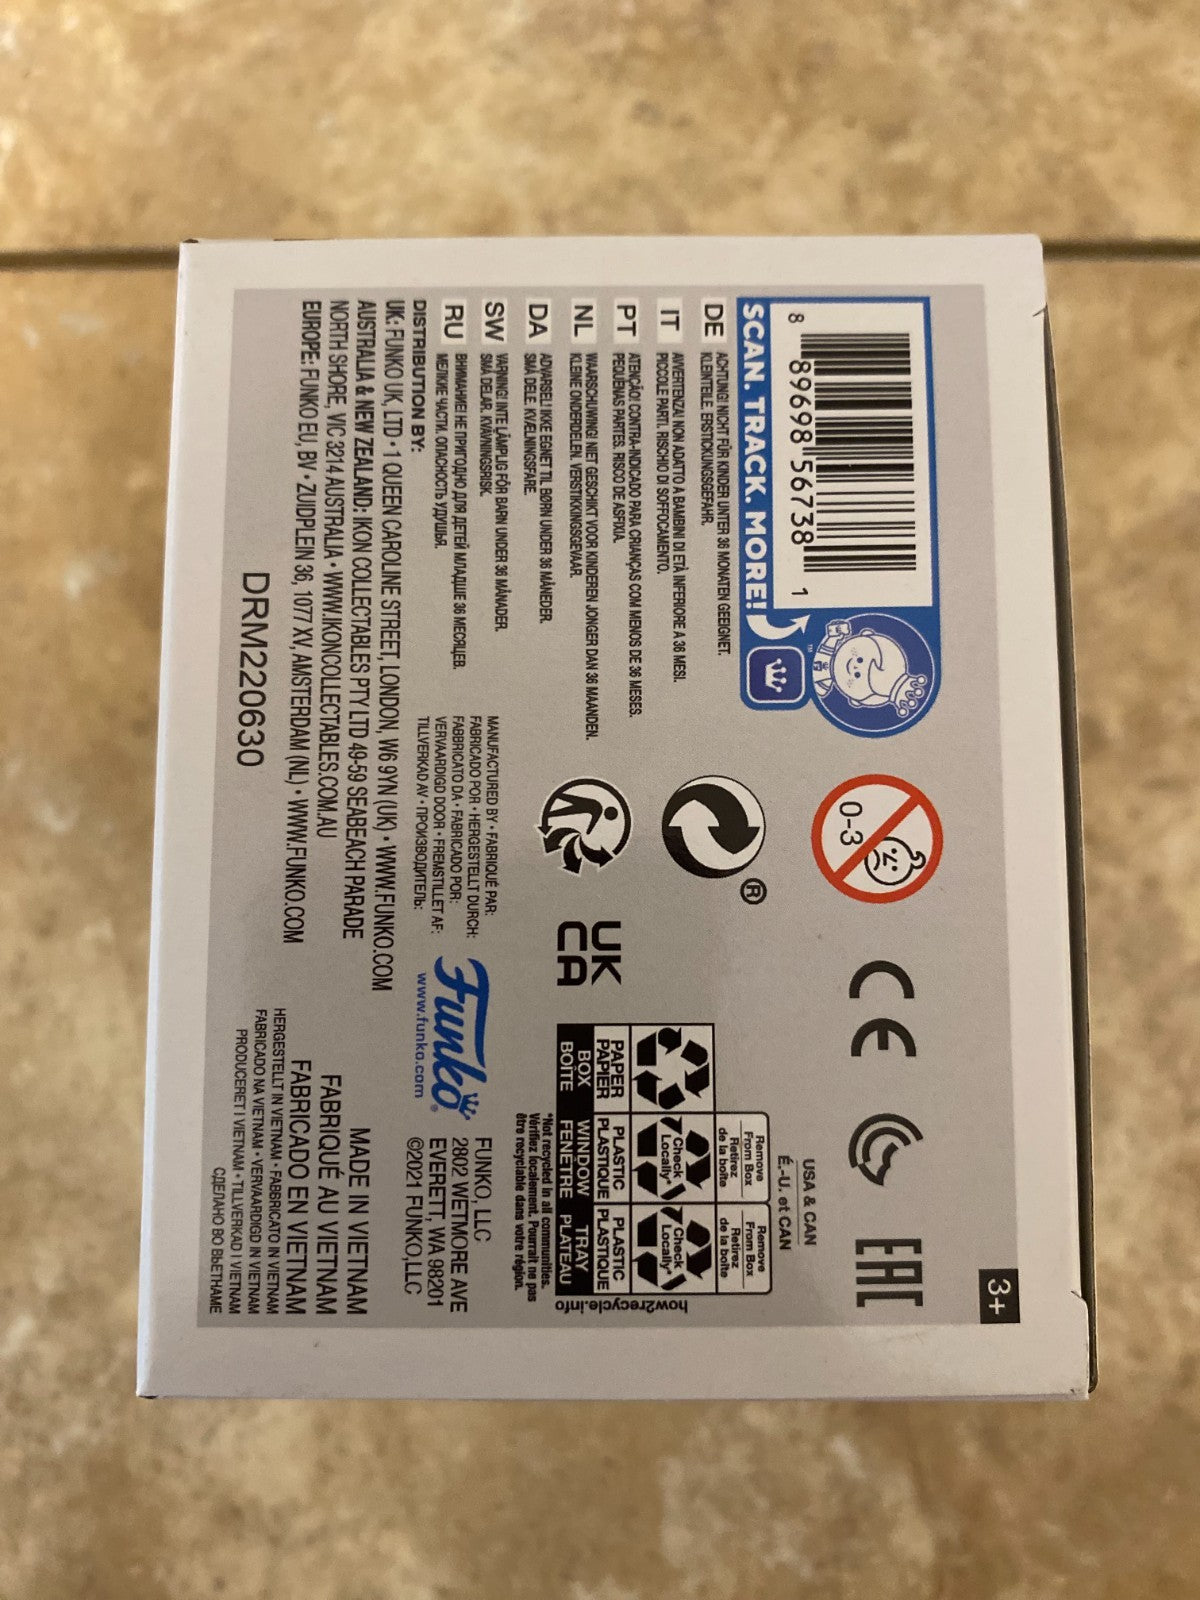 3+
8 89698 56738 1
SCAN. TRACK. MORE!
™
0-3
CE
EAC
DE ACHTUNG! NICHT FÜR KINDER UNTER 36 MONATEN GEEIGNET.
KLEINTEILE. ERSTICKUNGSGEFAHR.
IT AVVERTENZA! NON ADATTO A BAMBINI DI ETÀ INFERIORE A 36 MESI.
PICCOLE PARTI. RISCHIO DI SOFFOCAMENTO.
PT ATENÇÃO! CONTRA-INDICADO PARA CRIANÇAS COM MENOS DE 36 MESES.
PEQUENAS PARTES. RISCO DE ASFIXIA.
NL WAARSCHUWING! NIET GESCHIKT VOOR KINDEREN JONGER DAN 36 MAANDEN.
KLEINE ONDERDELEN. VERSTIKKINGSGEVAAR.
DA ADVARSEL! IKKE EGNET TIL BØRN UNDER 36 MÅNEDER.
SMÅ DELE. KVÆLNINGSFARE.
SW VARNING! INTE LÄMPLIG FÖR BARN UNDER 36 MÅNADER.
SMÅ DELAR. KVÄVNINGSRISK.
RU ВНИМАНИЕ! НЕ ПРИГОДНО ДЛЯ ДЕТЕЙ МЛАДШЕ 36 МЕСЯЦЕВ.
МЕЛКИЕ ЧАСТИ. ОПАСНОСТЬ УДУШЬЯ.
®
UK
CA
USA & CAN
É.-U. et CAN
Remove
From Box
Retirez
de la boîte
Remove
From Box
Retirez
de la boîte
Check
Locally*
Check
Locally*
PAPER
PAPIER
PLASTIC
PLASTIQUE
PLASTIC
PLASTIQUE
BOX
BOÎTE
WINDOW
FENÊTRE
TRAY
PLATEAU
*Not recycled in all communities.
Vérifiez localement. Pourrait ne pas
être recyclable dans votre région.
how2recycle.info
DISTRIBUTION BY:
UK: FUNKO UK, LTD • 1 QUEEN CAROLINE STREET, LONDON, W6 9YN (UK) • WWW.FUNKO.COM
AUSTRALIA & NEW ZEALAND: IKON COLLECTABLES PTY LTD 49-59 SEABEACH PARADE
NORTH SHORE, VIC 3214 AUSTRALIA • WWW.IKONCOLLECTABLES.COM.AU
EUROPE: FUNKO EU, BV • ZUIDPLEIN 36, 1077 XV, AMSTERDAM (NL) • WWW.FUNKO.COM
DRM220630
MANUFACTURED BY • FABRIQUÉ PAR:
FABRICADO POR • HERGESTELLT DURCH:
FABBRICATO DA • FABRICADO POR:
VERVAARDIGD DOOR • FREMSTILLET AF:
TILLVERKAD AV • ПРОИЗВОДИТЕЛЬ:
Funko®
www.funko.com
FUNKO, LLC
2802 WETMORE AVE
EVERETT, WA 98201
©2021 FUNKO,LLC
MADE IN VIETNAM
FABRIQUÉ AU VIETNAM
FABRICADO EN VIETNAM
HERGESTELLT IN VIETNAM • FABBRICATO IN VIETNAM
FABRICADO NA VIETNAM • VERVAARDIGD IN VIETNAM
PRODUCERET I VIETNAM • TILLVERKAD I VIETNAM
СДЕЛАНО ВО ВЬЕТНАМЕ